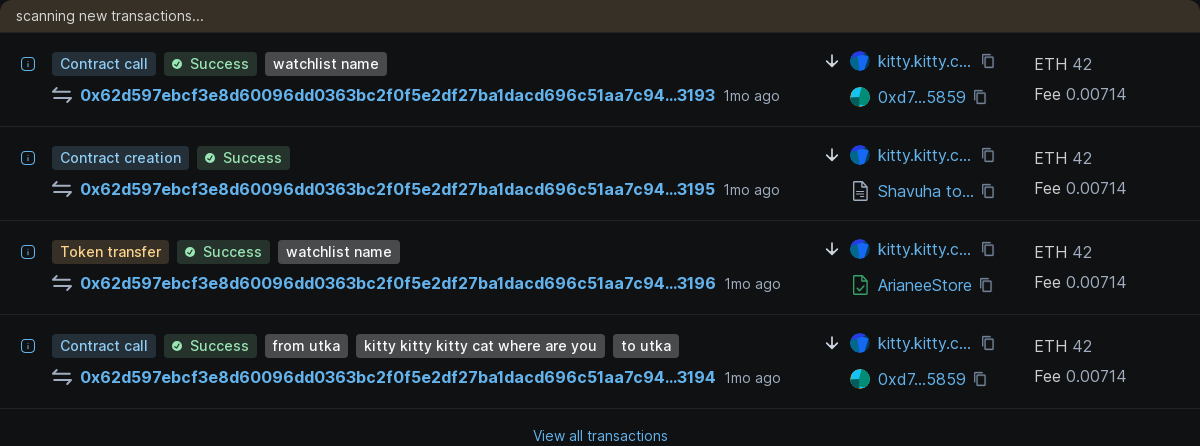 scanning new transactions...
Contract call Success watchlist name
0x62d597ebcf3e8d60096dd0363bc2f0f5e2df27ba1dacd696c51aa7c94...3193 1mo ago
kitty.kitty.c...
0xd7...5859
ETH 42
Fee 0.00714
Contract creation Success
0x62d597ebcf3e8d60096dd0363bc2f0f5e2df27ba1dacd696c51aa7c94...3195 1mo ago
kitty.kitty.c...
Shavuha to...
ETH 42
Fee 0.00714
Token transfer Success watchlist name
0x62d597ebcf3e8d60096dd0363bc2f0f5e2df27ba1dacd696c51aa7c94...3196 1mo ago
kitty.kitty.c...
ArianeeStore
ETH 42
Fee 0.00714
Contract call Success from utka kitty kitty kitty cat where are you to utka
0x62d597ebcf3e8d60096dd0363bc2f0f5e2df27ba1dacd696c51aa7c94...3194 1mo ago
kitty.kitty.c...
0xd7...5859
ETH 42
Fee 0.00714
View all transactions